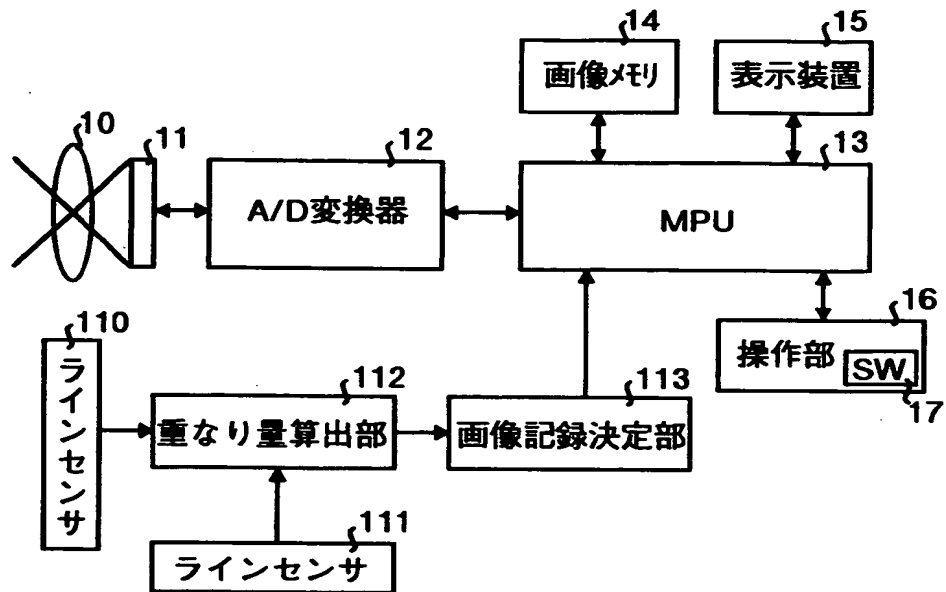 14
画像メモリ
15
表示装置
10
11
12
A/D変換器
13
MPU
16
操作部
SW
17
110
ラインセンサ
112
重なり量算出部
113
画像記録決定部
111
ラインセンサ